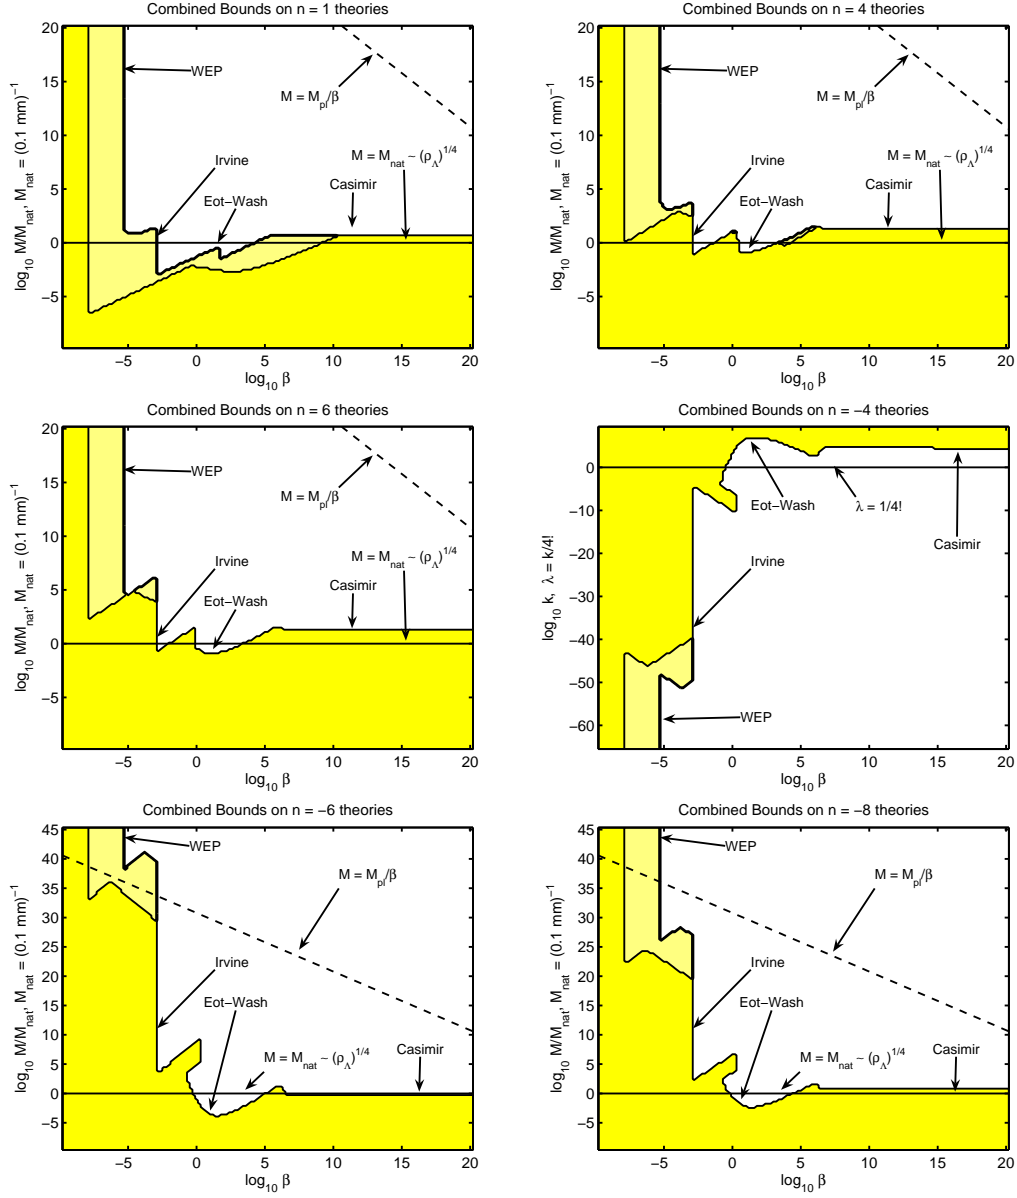 Combined Bounds on n = 1 theories
20
15
10
5
0
−5
−5
0
5
10
15
20
log10 β
log10 M/Mnat, Mnat = (0.1 mm)−1
WEP
M = Mpl/β
Irvine
M = Mnat ~ (ρΛ)1/4
Eot−Wash
Casimir
Combined Bounds on n = 4 theories
20
15
10
5
0
−5
−5
0
5
10
15
20
log10 β
log10 M/Mnat, Mnat = (0.1 mm)−1
WEP
M = Mpl/β
Irvine
M = Mnat ~ (ρΛ)1/4
Eot−Wash
Casimir
Combined Bounds on n = 6 theories
20
15
10
5
0
−5
−5
0
5
10
15
20
log10 β
log10 M/Mnat, Mnat = (0.1 mm)−1
WEP
M = Mpl/β
Irvine
M = Mnat ~ (ρΛ)1/4
Eot−Wash
Casimir
Combined Bounds on n = −4 theories
0
−10
−20
−30
−40
−50
−60
−5
0
5
10
15
20
log10 β
log10 k, λ = k/4!
Eot−Wash
λ = 1/4!
Casimir
Irvine
WEP
Combined Bounds on n = −6 theories
45
40
35
30
25
20
15
10
5
0
−5
−5
0
5
10
15
20
log10 β
log10 M/Mnat, Mnat = (0.1 mm)−1
WEP
M = Mpl/β
Irvine
Eot−Wash
M = Mnat ~ (ρΛ)1/4
Casimir
Combined Bounds on n = −8 theories
45
40
35
30
25
20
15
10
5
0
−5
−5
0
5
10
15
20
log10 β
log10 M/Mnat, Mnat = (0.1 mm)−1
WEP
M = Mpl/β
Irvine
Eot−Wash
M = Mnat ~ (ρΛ)1/4
Casimir